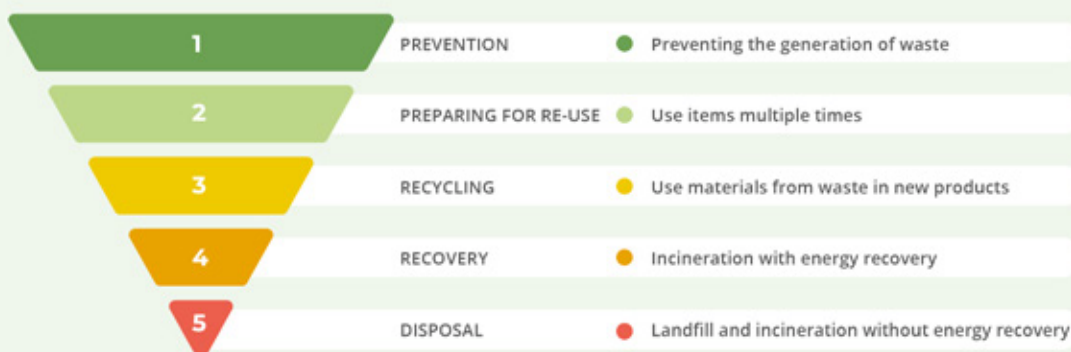 1 PREVENTION Preventing the generation of waste
2 PREPARING FOR RE-USE Use items multiple times
3 RECYCLING Use materials from waste in new products
4 RECOVERY Incineration with energy recovery
5 DISPOSAL Landfill and incineration without energy recovery